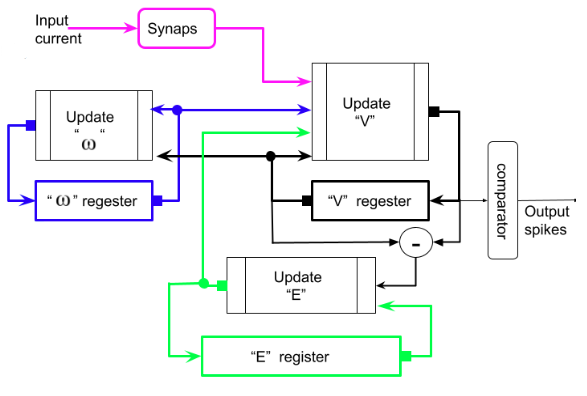 Input
current
Synaps
Update
“ ω “
Update
“V”
“ ω” regester
“V” regester
comparator
Output
spikes
-
Update
“E”
“E” register